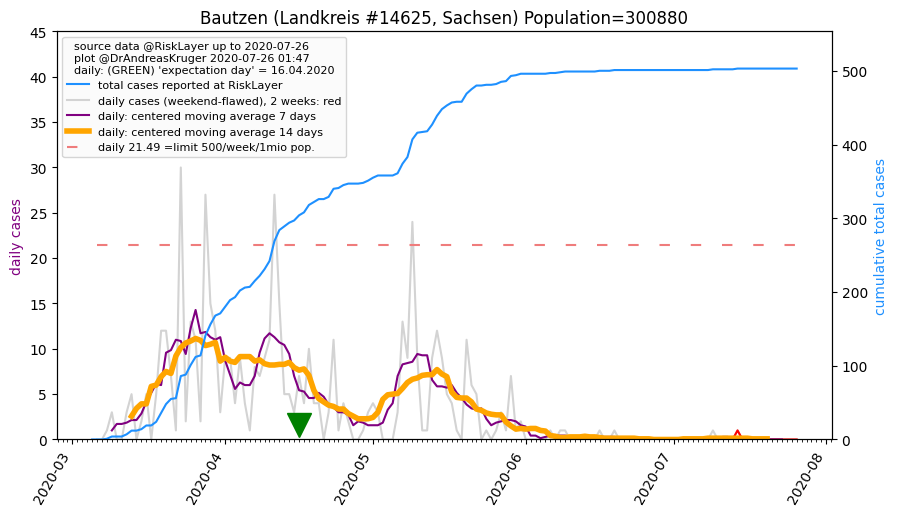 Bautzen (Landkreis #14625, Sachsen) Population=300880
source data @RiskLayer up to 2020-07-26
plot @DrAndreasKruger 2020-07-26 01:47
daily: (GREEN) 'expectation day' = 16.04.2020
total cases reported at RiskLayer
daily cases (weekend-flawed), 2 weeks: red
daily: centered moving average 7 days
daily: centered moving average 14 days
daily 21.49 =limit 500/week/1mio pop.
daily cases
45
40
35
30
25
20
15
10
5
0
cumulative total cases
500
400
300
200
100
0
2020-03
2020-04
2020-05
2020-06
2020-07
2020-08